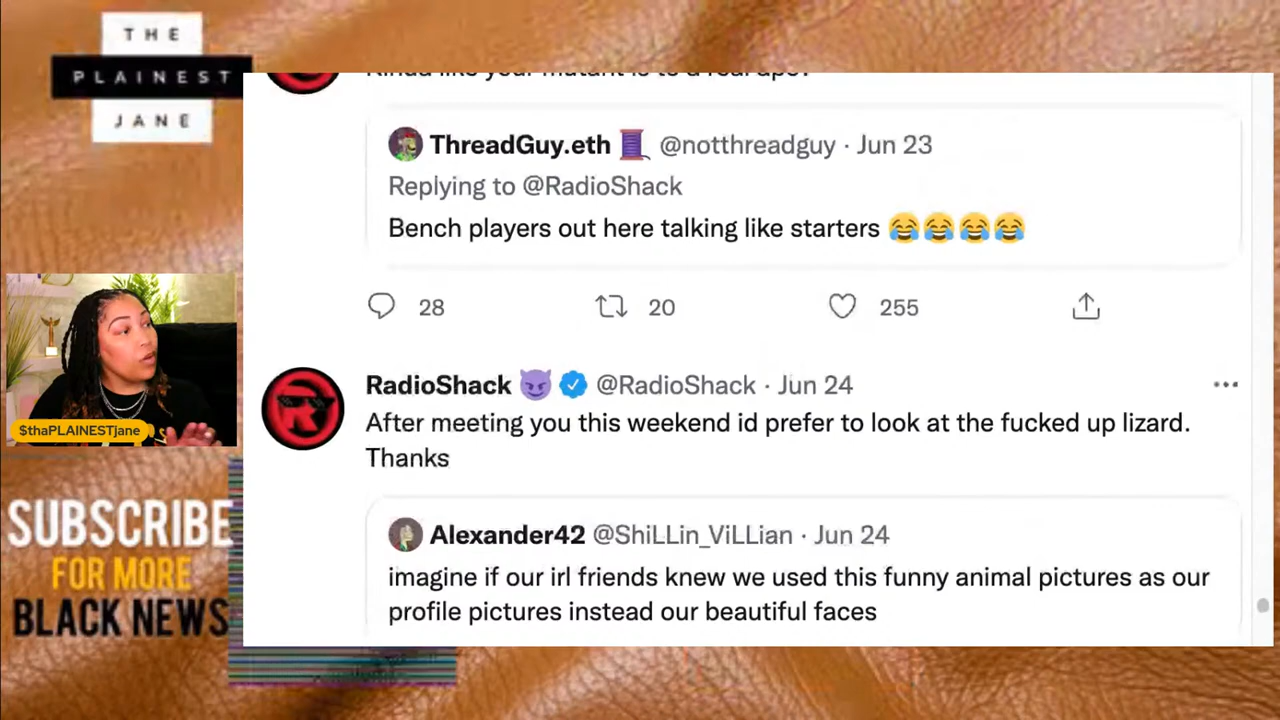 THE
PLAINEST
JANE
ThreadGuy.eth 🧵 @notthreadguy · Jun 23
Replying to @RadioShack
Bench players out here talking like starters 😂😂😂😂
28 20 255
RadioShack 😈 @RadioShack · Jun 24
After meeting you this weekend id prefer to look at the fucked up lizard.
Thanks
Alexander42 @ShiLLin_ViLLian · Jun 24
imagine if our irl friends knew we used this funny animal pictures as our
profile pictures instead our beautiful faces
$thaPLAINESTjane
SUBSCRIBE
FOR MORE
BLACK NEWS